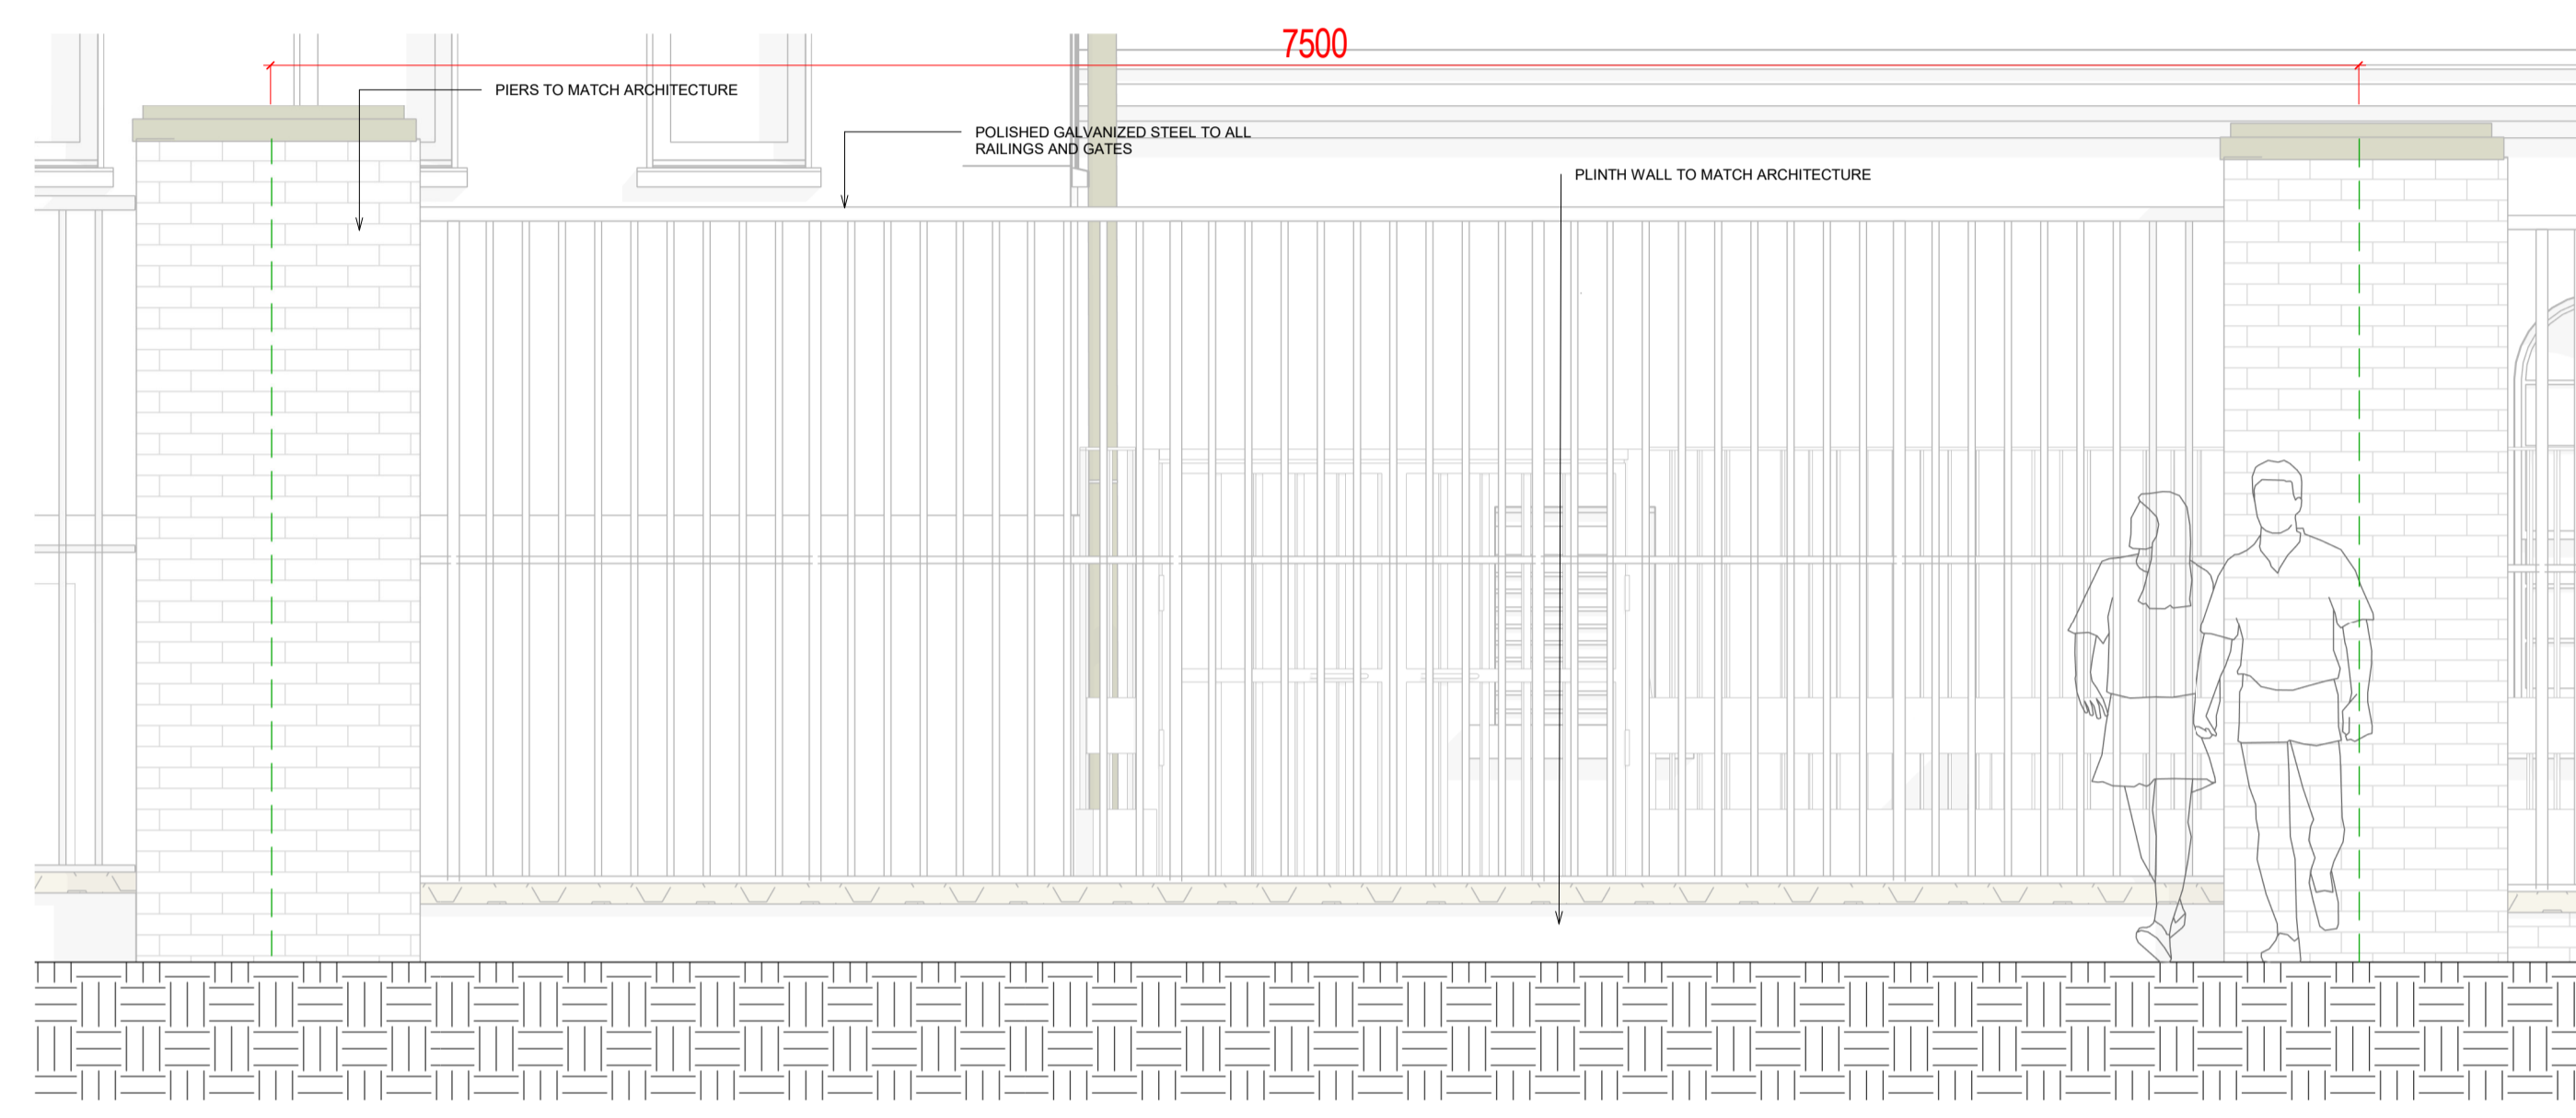 7500
PIERS TO MATCH ARCHITECTURE
POLISHED GALVANIZED STEEL TO ALL
RAILINGS AND GATES
PLINTH WALL TO MATCH ARCHITECTURE